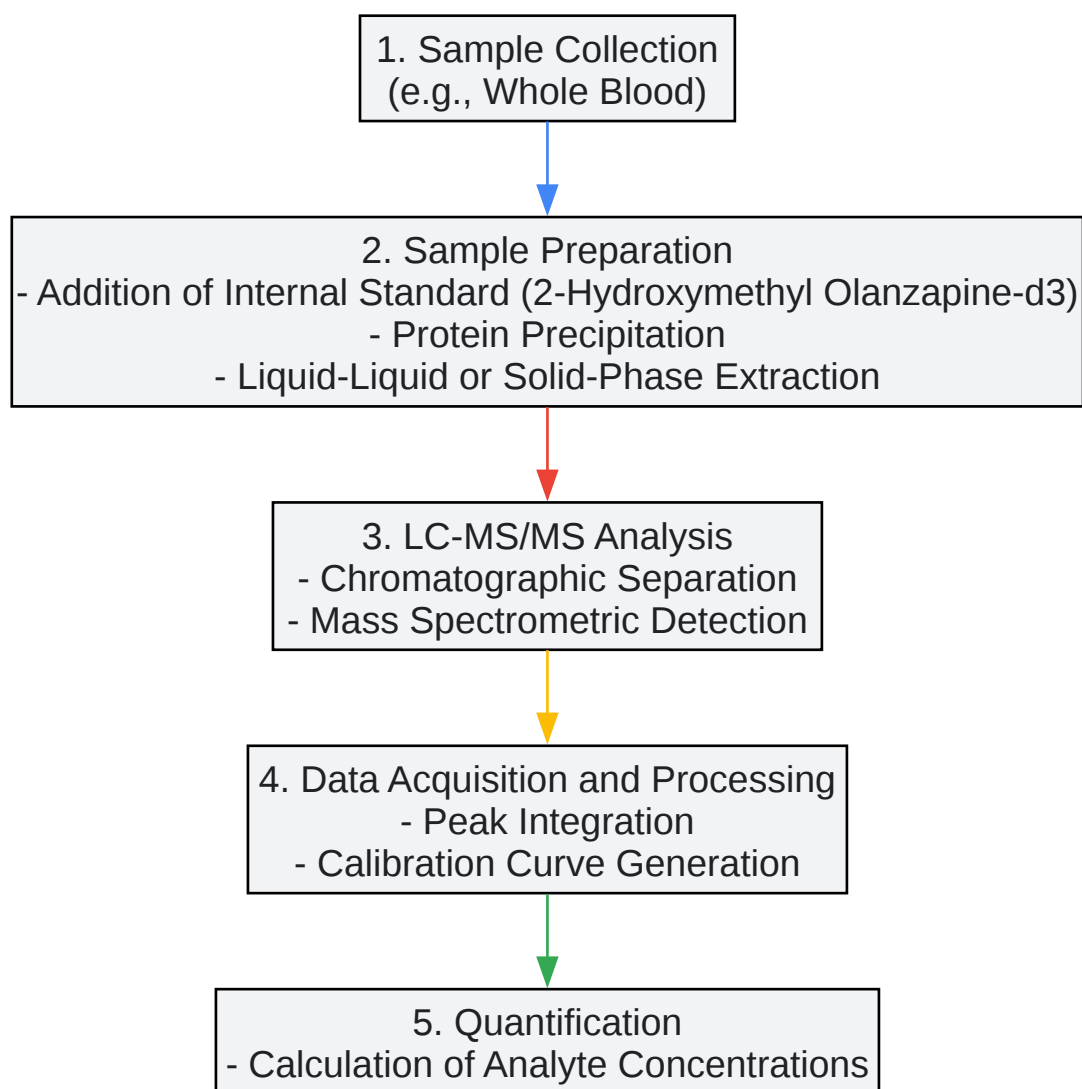 1. Sample Collection
(e.g., Whole Blood)
2. Sample Preparation
- Addition of Internal Standard (2-Hydroxymethyl Olanzapine-d3)
- Protein Precipitation
- Liquid-Liquid or Solid-Phase Extraction
3. LC-MS/MS Analysis
- Chromatographic Separation
- Mass Spectrometric Detection
4. Data Acquisition and Processing
- Peak Integration
- Calibration Curve Generation
5. Quantification
- Calculation of Analyte Concentrations